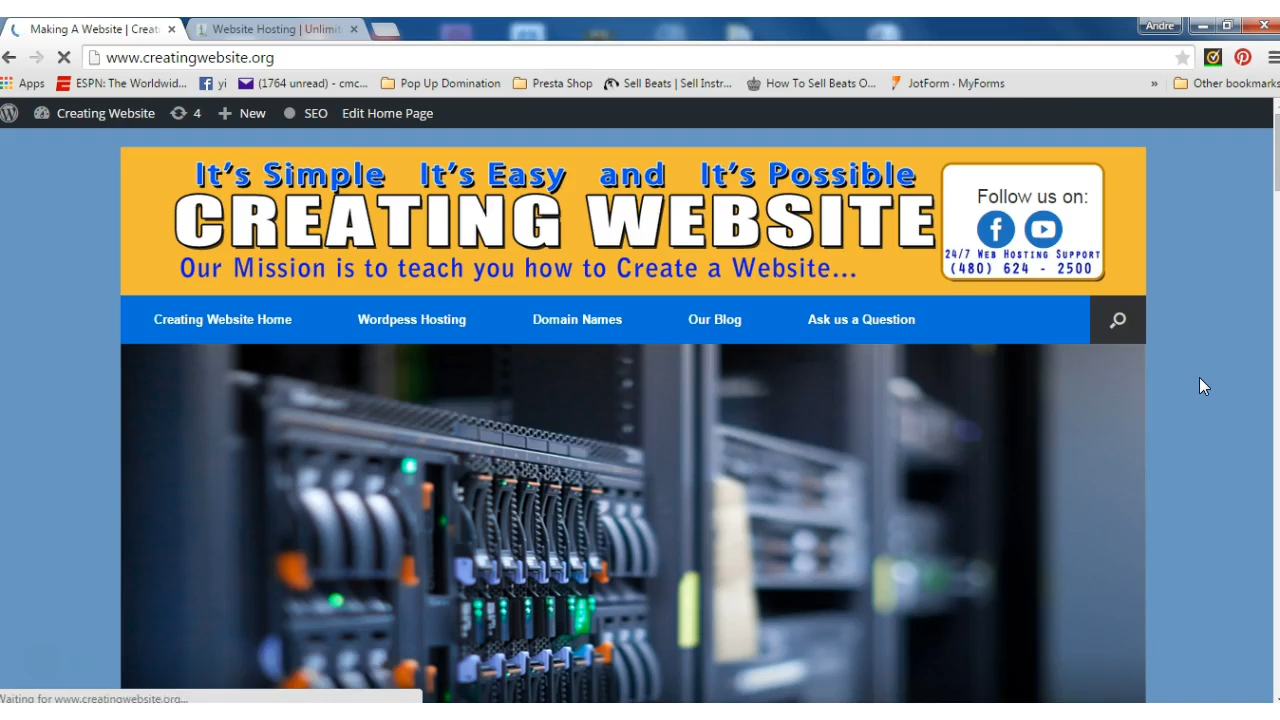 Andre
Making A Website | Creati
Website Hosting | Unlimit
www.creatingwebsite.org
Apps
ESPN: The Worldwid...
yi
(1764 unread) - cmc...
Pop Up Domination
Presta Shop
Sell Beats | Sell Instr...
How To Sell Beats O...
JotForm · MyForms
»
Other bookmarks
Creating Website
4
New
SEO
Edit Home Page
It's Simple It's Easy and It's Possible
CREATING WEBSITE
Our Mission is to teach you how to Create a Website...
Follow us on:
24/7 Web Hosting Support
(480) 624 - 2500
Creating Website Home
Wordpess Hosting
Domain Names
Our Blog
Ask us a Question
Waiting for www.creatingwebsite.org...